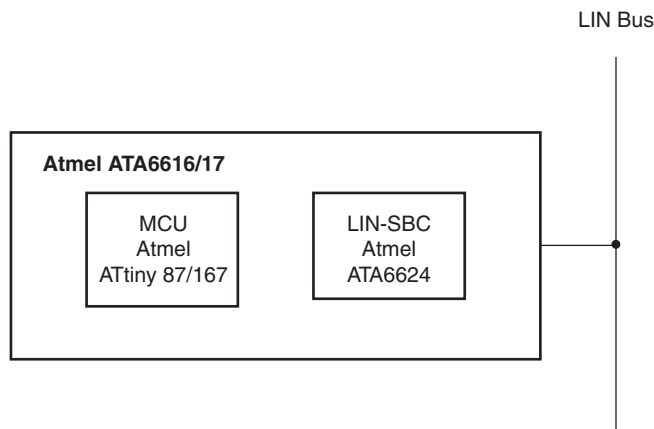 LIN Bus
Atmel ATA6616/17
MCU
Atmel
ATtiny 87/167
LIN-SBC
Atmel
ATA6624